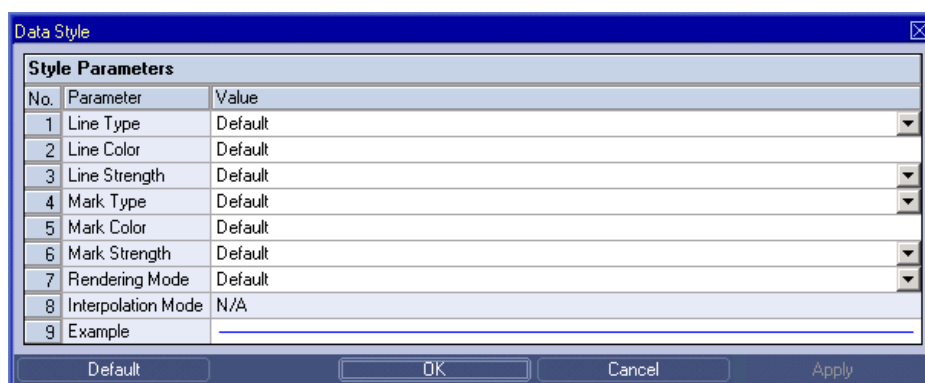 Data Style
Style Parameters
No. Parameter Value
1 Line Type Default
2 Line Color Default
3 Line Strength Default
4 Mark Type Default
5 Mark Color Default
6 Mark Strength Default
7 Rendering Mode Default
8 Interpolation Mode N/A
9 Example
Default OK Cancel Apply